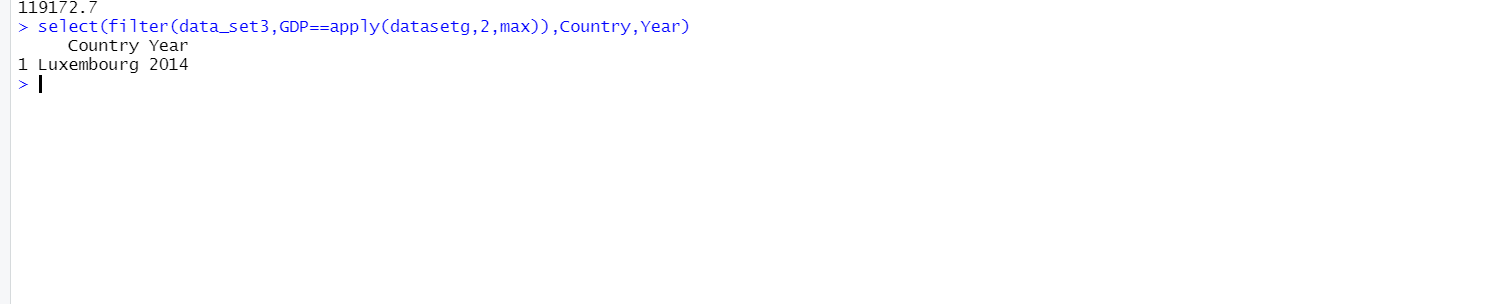 119172.7
> select(filter(data_set3,GDP==apply(datasetg,2,max)),Country,Year)
     Country Year
1 Luxembourg 2014
>